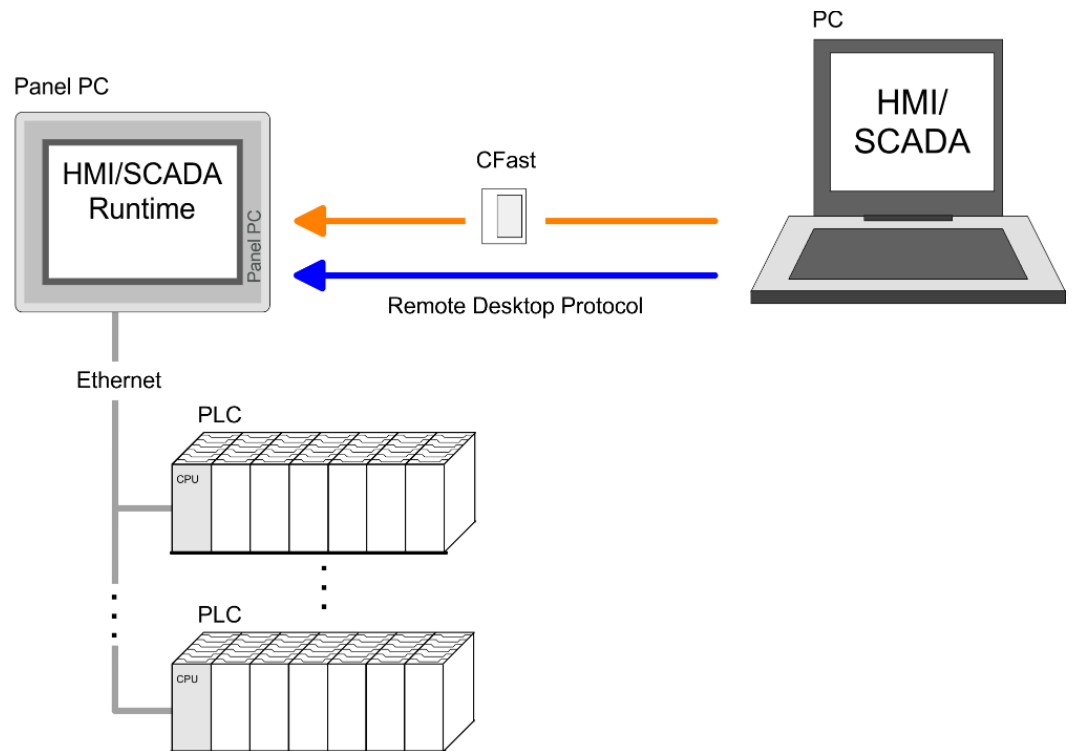 PC
Panel PC
HMI/
SCADA
HMI/SCADA
Runtime
Panel PC
CFast
Remote Desktop Protocol
Ethernet
PLC
CPU
PLC
CPU